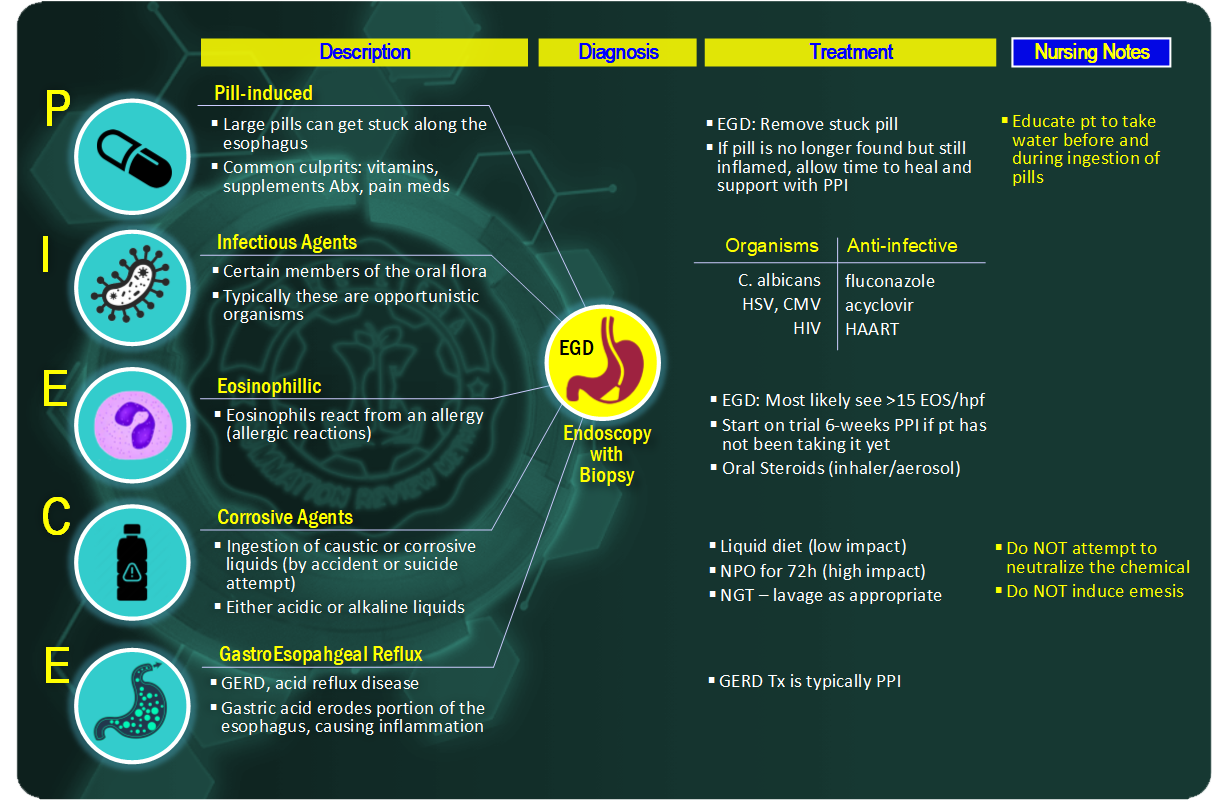 Description
Diagnosis
Treatment
Nursing Notes
P
Pill-induced
▪ Large pills can get stuck along the
esophagus
▪ Common culprits: vitamins,
supplements Abx, pain meds
▪ EGD: Remove stuck pill
▪ If pill is no longer found but still
inflamed, allow time to heal and
support with PPI
▪ Educate pt to take
water before and
during ingestion of
pills
I
Infectious Agents
▪ Certain members of the oral flora
▪ Typically these are opportunistic
organisms
Organisms Anti-infective
C. albicans fluconazole
HSV, CMV acyclovir
HIV HAART
EGD
Endoscopy
with
Biopsy
E
Eosinophillic
▪ Eosinophils react from an allergy
(allergic reactions)
▪ EGD: Most likely see >15 EOS/hpf
▪ Start on trial 6-weeks PPI if pt has
not been taking it yet
▪ Oral Steroids (inhaler/aerosol)
C
Corrosive Agents
▪ Ingestion of caustic or corrosive
liquids (by accident or suicide
attempt)
▪ Either acidic or alkaline liquids
▪ Liquid diet (low impact)
▪ NPO for 72h (high impact)
▪ NGT – lavage as appropriate
▪ Do NOT attempt to
neutralize the chemical
▪ Do NOT induce emesis
E
GastroEsopahgeal Reflux
▪ GERD, acid reflux disease
▪ Gastric acid erodes portion of the
esophagus, causing inflammation
▪ GERD Tx is typically PPI